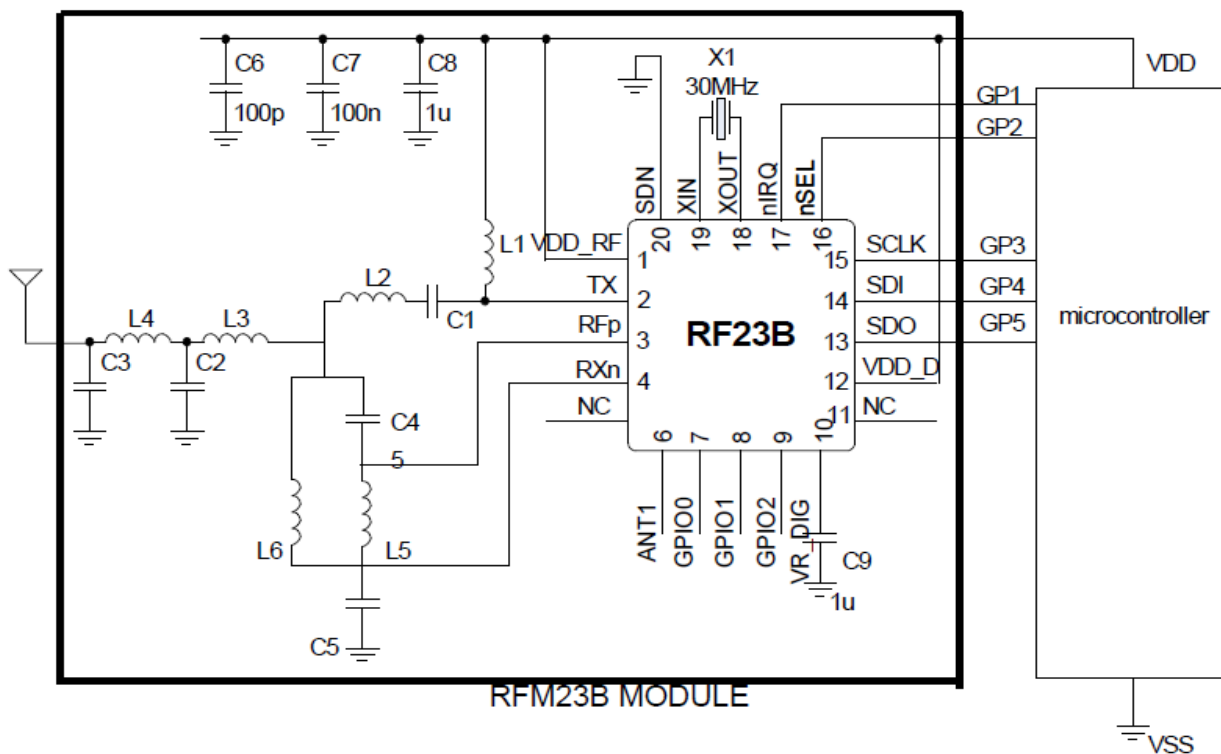 C6
100p
C7
100n
C8
1u
X1
30MHz
VDD
GP1
GP2
SDN
XIN
XOUT
nIRQ
nSEL
20
19
18
17
16
L1
VDD_RF
1
15
SCLK
GP3
L2
C1
TX
2
14
SDI
GP4
L4
L3
RFp
3
RF23B
13
SDO
GP5
microcontroller
C3
C2
RXn
4
12
VDD_D
NC
11
NC
C4
5
6
7
8
9
10
ANT1
GPIO0
GPIO1
GPIO2
VR_DIG
L6
L5
C9
1u
C5
RFM23B MODULE
VSS